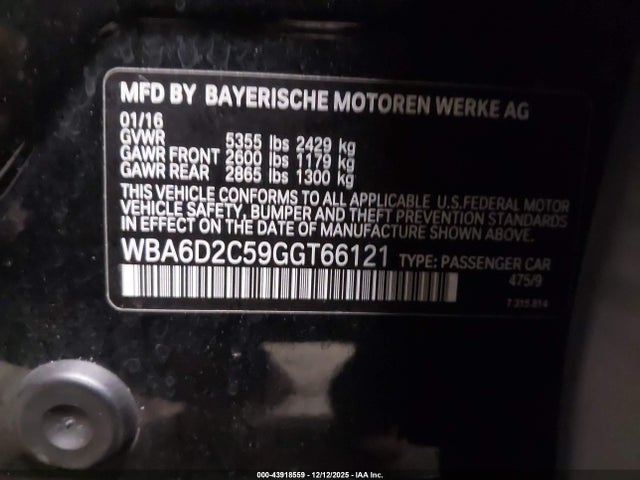 MFD BY BAYERISCHE MOTOREN WERKE AG
01/16
GVWR 5355 lbs 2429 kg
GAWR FRONT 2600 lbs 1179 kg
GAWR REAR 2865 lbs 1300 kg
THIS VEHICLE CONFORMS TO ALL APPLICABLE U.S.FEDERAL MOTOR
VEHICLE SAFETY, BUMPER AND THEFT PREVENTION STANDARDS
IN EFFECT ON THE DATE OF MANUFACTURE SHOWN ABOVE.
WBA6D2C59GGT66121 TYPE: PASSENGER CAR
475/9
7 315 814
000-43918559 - 12/12/2025 - IAA Inc.